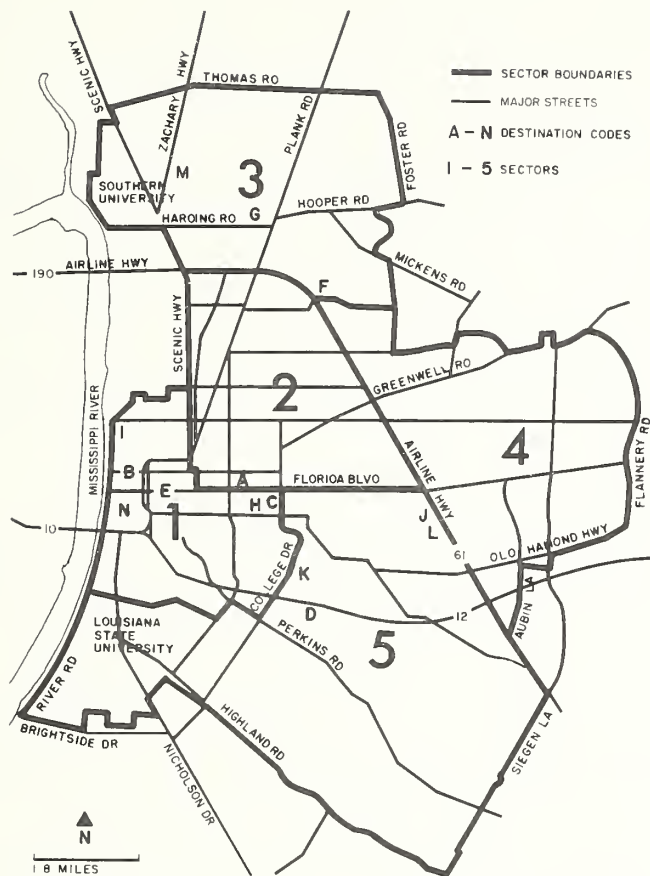 SCENIC HWY
ZACHARY HWY
THOMAS RD
PLANK RD
FOSTER RD
SECTOR BOUNDARIES
MAJOR STREETS
A - N DESTINATION CODES
1 - 5 SECTORS
M
3
SOUTHERN
UNIVERSITY
HARDING RD
G
HOOPER RD
MICKENS RD
190
AIRLINE HWY
F
SCENIC HWY
MISSISSIPPI RIVER
2
GREENWELL RD
I
4
AIRLINE HWY
FLANNERY RD
B
A
FLORIDA BLVD
E
N
1
H
C
J
L
10
61
OLD HAMOND HWY
COLLEGE DR
K
D
12
AUBIN LA
LOUISIANA
STATE
UNIVERSITY
PERKINS RD
5
RIVER RD
BRIGHTSIDE DR
NICHOLSON DR
HIGHLAND RD
SIEGEN LA
N
1.8 MILES